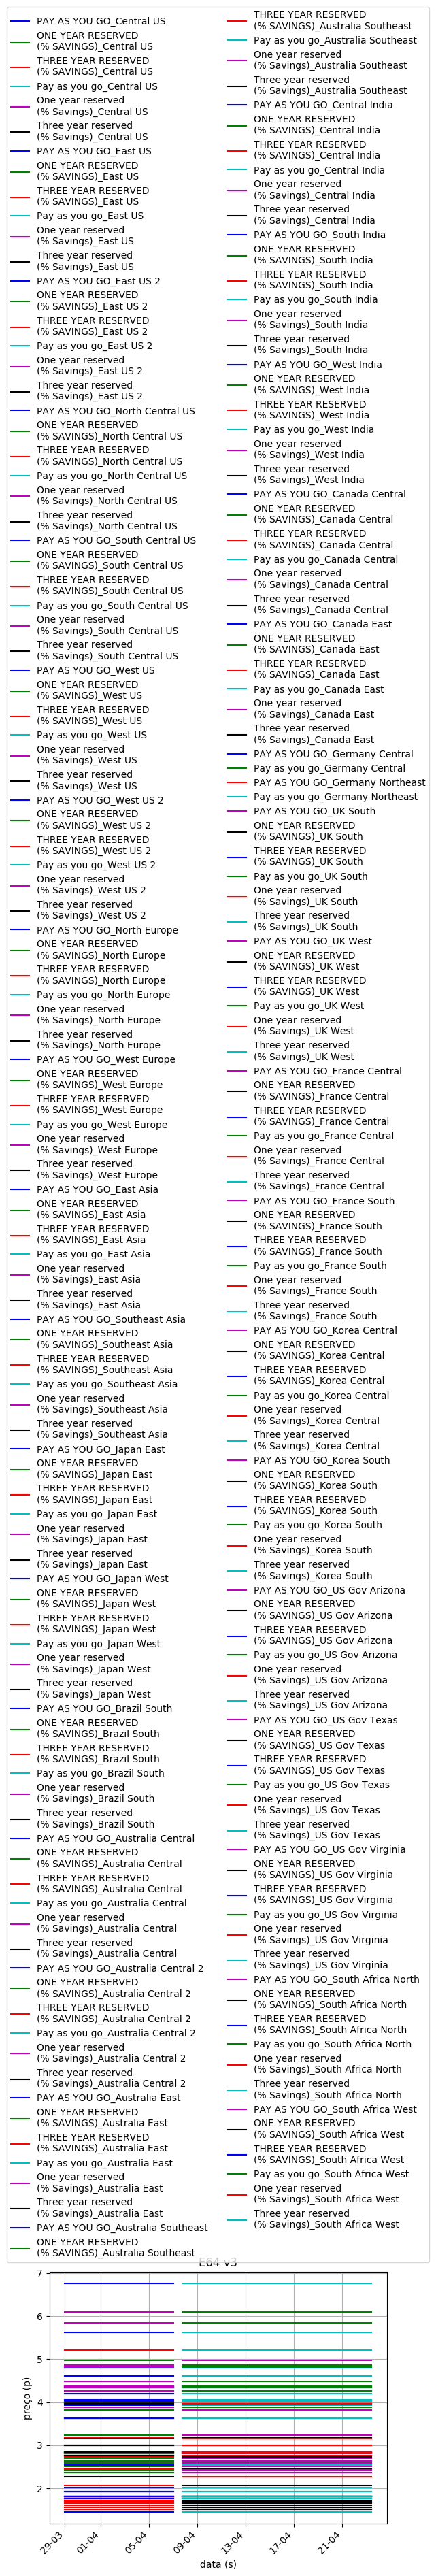 PAY AS YOU GO_Central US
ONE YEAR RESERVED
(% SAVINGS)_Central US
THREE YEAR RESERVED
(% SAVINGS)_Central US
Pay as you go_Central US
One year reserved
(% Savings)_Central US
Three year reserved
(% Savings)_Central US
PAY AS YOU GO_East US
ONE YEAR RESERVED
(% SAVINGS)_East US
THREE YEAR RESERVED
(% SAVINGS)_East US
Pay as you go_East US
One year reserved
(% Savings)_East US
Three year reserved
(% Savings)_East US
PAY AS YOU GO_East US 2
ONE YEAR RESERVED
(% SAVINGS)_East US 2
THREE YEAR RESERVED
(% SAVINGS)_East US 2
Pay as you go_East US 2
One year reserved
(% Savings)_East US 2
Three year reserved
(% Savings)_East US 2
PAY AS YOU GO_North Central US
ONE YEAR RESERVED
(% SAVINGS)_North Central US
THREE YEAR RESERVED
(% SAVINGS)_North Central US
Pay as you go_North Central US
One year reserved
(% Savings)_North Central US
Three year reserved
(% Savings)_North Central US
PAY AS YOU GO_South Central US
ONE YEAR RESERVED
(% SAVINGS)_South Central US
THREE YEAR RESERVED
(% SAVINGS)_South Central US
Pay as you go_South Central US
One year reserved
(% Savings)_South Central US
Three year reserved
(% Savings)_South Central US
PAY AS YOU GO_West US
ONE YEAR RESERVED
(% SAVINGS)_West US
THREE YEAR RESERVED
(% SAVINGS)_West US
Pay as you go_West US
One year reserved
(% Savings)_West US
Three year reserved
(% Savings)_West US
PAY AS YOU GO_West US 2
ONE YEAR RESERVED
(% SAVINGS)_West US 2
THREE YEAR RESERVED
(% SAVINGS)_West US 2
Pay as you go_West US 2
One year reserved
(% Savings)_West US 2
Three year reserved
(% Savings)_West US 2
PAY AS YOU GO_North Europe
ONE YEAR RESERVED
(% SAVINGS)_North Europe
THREE YEAR RESERVED
(% SAVINGS)_North Europe
Pay as you go_North Europe
One year reserved
(% Savings)_North Europe
Three year reserved
(% Savings)_North Europe
PAY AS YOU GO_West Europe
ONE YEAR RESERVED
(% SAVINGS)_West Europe
THREE YEAR RESERVED
(% SAVINGS)_West Europe
Pay as you go_West Europe
One year reserved
(% Savings)_West Europe
Three year reserved
(% Savings)_West Europe
PAY AS YOU GO_East Asia
ONE YEAR RESERVED
(% SAVINGS)_East Asia
THREE YEAR RESERVED
(% SAVINGS)_East Asia
Pay as you go_East Asia
One year reserved
(% Savings)_East Asia
Three year reserved
(% Savings)_East Asia
PAY AS YOU GO_Southeast Asia
ONE YEAR RESERVED
(% SAVINGS)_Southeast Asia
THREE YEAR RESERVED
(% SAVINGS)_Southeast Asia
Pay as you go_Southeast Asia
One year reserved
(% Savings)_Southeast Asia
Three year reserved
(% Savings)_Southeast Asia
PAY AS YOU GO_Japan East
ONE YEAR RESERVED
(% SAVINGS)_Japan East
THREE YEAR RESERVED
(% SAVINGS)_Japan East
Pay as you go_Japan East
One year reserved
(% Savings)_Japan East
Three year reserved
(% Savings)_Japan East
PAY AS YOU GO_Japan West
ONE YEAR RESERVED
(% SAVINGS)_Japan West
THREE YEAR RESERVED
(% SAVINGS)_Japan West
Pay as you go_Japan West
One year reserved
(% Savings)_Japan West
Three year reserved
(% Savings)_Japan West
PAY AS YOU GO_Brazil South
ONE YEAR RESERVED
(% SAVINGS)_Brazil South
THREE YEAR RESERVED
(% SAVINGS)_Brazil South
Pay as you go_Brazil South
One year reserved
(% Savings)_Brazil South
Three year reserved
(% Savings)_Brazil South
PAY AS YOU GO_Australia Central
ONE YEAR RESERVED
(% SAVINGS)_Australia Central
THREE YEAR RESERVED
(% SAVINGS)_Australia Central
Pay as you go_Australia Central
One year reserved
(% Savings)_Australia Central
Three year reserved
(% Savings)_Australia Central
PAY AS YOU GO_Australia Central 2
ONE YEAR RESERVED
(% SAVINGS)_Australia Central 2
THREE YEAR RESERVED
(% SAVINGS)_Australia Central 2
Pay as you go_Australia Central 2
One year reserved
(% Savings)_Australia Central 2
Three year reserved
(% Savings)_Australia Central 2
PAY AS YOU GO_Australia East
ONE YEAR RESERVED
(% SAVINGS)_Australia East
THREE YEAR RESERVED
(% SAVINGS)_Australia East
Pay as you go_Australia East
One year reserved
(% Savings)_Australia East
Three year reserved
(% Savings)_Australia East
PAY AS YOU GO_Australia Southeast
ONE YEAR RESERVED
(% SAVINGS)_Australia Southeast
THREE YEAR RESERVED
(% SAVINGS)_Australia Southeast
Pay as you go_Australia Southeast
One year reserved
(% Savings)_Australia Southeast
Three year reserved
(% Savings)_Australia Southeast
PAY AS YOU GO_Central India
ONE YEAR RESERVED
(% SAVINGS)_Central India
THREE YEAR RESERVED
(% SAVINGS)_Central India
Pay as you go_Central India
One year reserved
(% Savings)_Central India
Three year reserved
(% Savings)_Central India
PAY AS YOU GO_South India
ONE YEAR RESERVED
(% SAVINGS)_South India
THREE YEAR RESERVED
(% SAVINGS)_South India
Pay as you go_South India
One year reserved
(% Savings)_South India
Three year reserved
(% Savings)_South India
PAY AS YOU GO_West India
ONE YEAR RESERVED
(% SAVINGS)_West India
THREE YEAR RESERVED
(% SAVINGS)_West India
Pay as you go_West India
One year reserved
(% Savings)_West India
Three year reserved
(% Savings)_West India
PAY AS YOU GO_Canada Central
ONE YEAR RESERVED
(% SAVINGS)_Canada Central
THREE YEAR RESERVED
(% SAVINGS)_Canada Central
Pay as you go_Canada Central
One year reserved
(% Savings)_Canada Central
Three year reserved
(% Savings)_Canada Central
PAY AS YOU GO_Canada East
ONE YEAR RESERVED
(% SAVINGS)_Canada East
THREE YEAR RESERVED
(% SAVINGS)_Canada East
Pay as you go_Canada East
One year reserved
(% Savings)_Canada East
Three year reserved
(% Savings)_Canada East
PAY AS YOU GO_Germany Central
Pay as you go_Germany Central
PAY AS YOU GO_Germany Northeast
Pay as you go_Germany Northeast
PAY AS YOU GO_UK South
ONE YEAR RESERVED
(% SAVINGS)_UK South
THREE YEAR RESERVED
(% SAVINGS)_UK South
Pay as you go_UK South
One year reserved
(% Savings)_UK South
Three year reserved
(% Savings)_UK South
PAY AS YOU GO_UK West
ONE YEAR RESERVED
(% SAVINGS)_UK West
THREE YEAR RESERVED
(% SAVINGS)_UK West
Pay as you go_UK West
One year reserved
(% Savings)_UK West
Three year reserved
(% Savings)_UK West
PAY AS YOU GO_France Central
ONE YEAR RESERVED
(% SAVINGS)_France Central
THREE YEAR RESERVED
(% SAVINGS)_France Central
Pay as you go_France Central
One year reserved
(% Savings)_France Central
Three year reserved
(% Savings)_France Central
PAY AS YOU GO_France South
ONE YEAR RESERVED
(% SAVINGS)_France South
THREE YEAR RESERVED
(% SAVINGS)_France South
Pay as you go_France South
One year reserved
(% Savings)_France South
Three year reserved
(% Savings)_France South
PAY AS YOU GO_Korea Central
ONE YEAR RESERVED
(% SAVINGS)_Korea Central
THREE YEAR RESERVED
(% SAVINGS)_Korea Central
Pay as you go_Korea Central
One year reserved
(% Savings)_Korea Central
Three year reserved
(% Savings)_Korea Central
PAY AS YOU GO_Korea South
ONE YEAR RESERVED
(% SAVINGS)_Korea South
THREE YEAR RESERVED
(% SAVINGS)_Korea South
Pay as you go_Korea South
One year reserved
(% Savings)_Korea South
Three year reserved
(% Savings)_Korea South
PAY AS YOU GO_US Gov Arizona
ONE YEAR RESERVED
(% SAVINGS)_US Gov Arizona
THREE YEAR RESERVED
(% SAVINGS)_US Gov Arizona
Pay as you go_US Gov Arizona
One year reserved
(% Savings)_US Gov Arizona
Three year reserved
(% Savings)_US Gov Arizona
PAY AS YOU GO_US Gov Texas
ONE YEAR RESERVED
(% SAVINGS)_US Gov Texas
THREE YEAR RESERVED
(% SAVINGS)_US Gov Texas
Pay as you go_US Gov Texas
One year reserved
(% Savings)_US Gov Texas
Three year reserved
(% Savings)_US Gov Texas
PAY AS YOU GO_US Gov Virginia
ONE YEAR RESERVED
(% SAVINGS)_US Gov Virginia
THREE YEAR RESERVED
(% SAVINGS)_US Gov Virginia
Pay as you go_US Gov Virginia
One year reserved
(% Savings)_US Gov Virginia
Three year reserved
(% Savings)_US Gov Virginia
PAY AS YOU GO_South Africa North
ONE YEAR RESERVED
(% SAVINGS)_South Africa North
THREE YEAR RESERVED
(% SAVINGS)_South Africa North
Pay as you go_South Africa North
One year reserved
(% Savings)_South Africa North
Three year reserved
(% Savings)_South Africa North
PAY AS YOU GO_South Africa West
ONE YEAR RESERVED
(% SAVINGS)_South Africa West
THREE YEAR RESERVED
(% SAVINGS)_South Africa West
Pay as you go_South Africa West
One year reserved
(% Savings)_South Africa West
Three year reserved
(% Savings)_South Africa West
E64 v3
7
6
5
4
3
2
preço (p)
29-03
01-04
05-04
09-04
13-04
17-04
21-04
data (s)